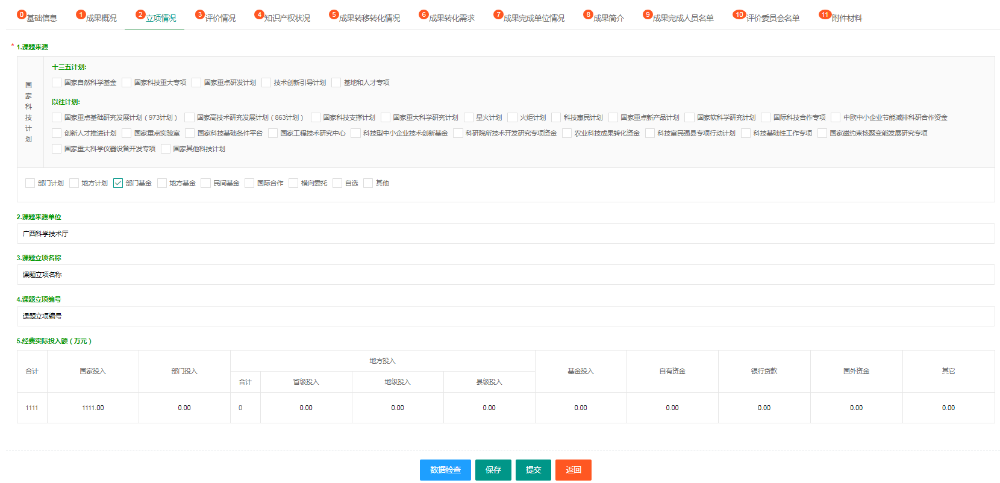 0 基础信息 1 成果概况 2 立项情况 3 评价情况 4 知识产权状况 5 成果转移转化情况 6 成果转化需求 7 成果完成单位情况 8 成果简介 9 成果完成人员名单 10 评价委员会名单 11 附件材料
* 1.课题来源
国家科技计划
十三五计划:
国家自然科学基金 国家科技重大专项 国家重点研发计划 技术创新引导计划 基地和人才专项
以往计划:
国家重点基础研究发展计划（973计划） 国家高技术研究发展计划（863计划） 国家科技支撑计划 国家重大科学研究计划 星火计划 火炬计划 科技惠民计划 国家重点新产品计划 国家软科学研究计划 国际科技合作专项 中欧中小企业节能减排科研合作资金
创新人才推进计划 国家重点实验室 国家科技基础条件平台 国家工程技术研究中心 科技型中小企业技术创新基金 科研院所技术开发研究专项资金 农业科技成果转化资金 科技富民强县专项行动计划 科技基础性工作专项 国家磁约束核聚变能发展研究专项
国家重大科学仪器设备开发专项 国家其他科技计划
部门计划 地方计划 部门基金 地方基金 民间基金 国际合作 横向委托 自选 其他
2.课题来源单位
广西科学技术厅
3.课题立项名称
课题立项名称
4.课题立项编号
课题立项编号
5.经费实际投入额（万元）
合计 国家投入 部门投入 地方投入 基金投入 自有资金 银行贷款 国外资金 其它
合计 省级投入 地级投入 县级投入
1111 1111.00 0.00 0 0.00 0.00 0.00 0.00 0.00 0.00 0.00 0.00
数据检查 保存 提交 返回